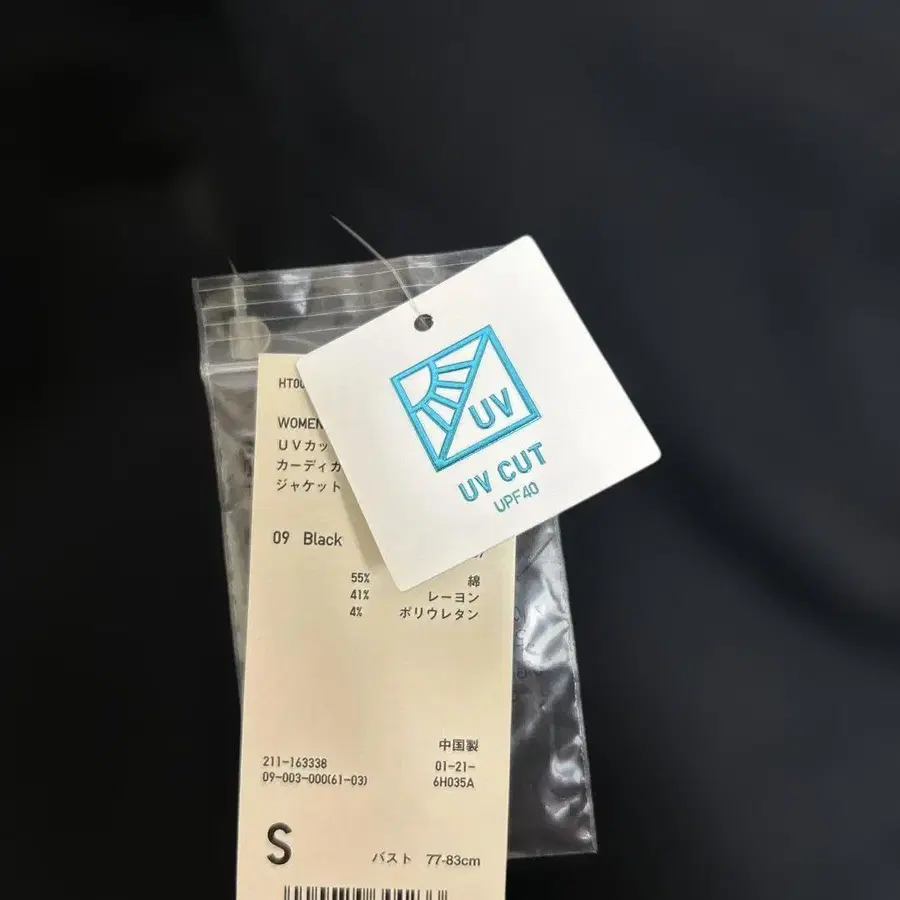 UV
UV CUT
UPF40
WOMEN
UVカッ
カーディカ
ジャケット
09 Black
55% 綿
41% レーヨン
4% ポリウレタン
中国製
211-163338 01-21-
09-003-000(61-03) 6H035A
S バスト 77-83cm